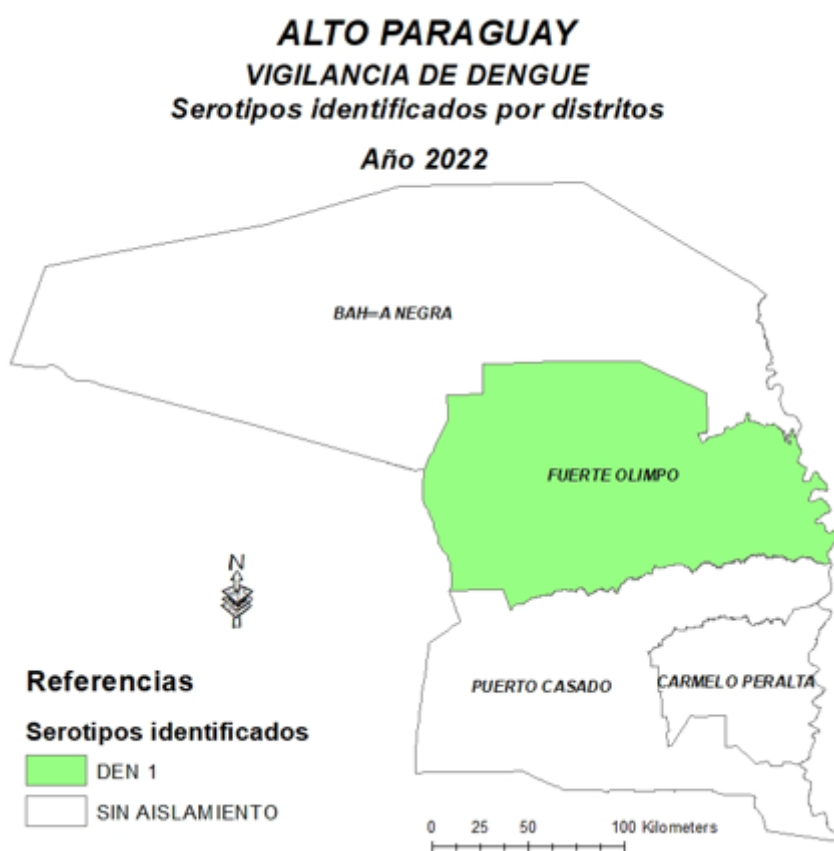 ALTO PARAGUAY
VIGILANCIA DE DENGUE
Serotipos identificados por distritos
Año 2022
BAH=A NEGRA
FUERTE OLIMPO
N
PUERTO CASADO
CARMELO PERALTA
Referencias
Serotipos identificados
DEN 1
SIN AISLAMIENTO
0 25 50 100 Kilometers